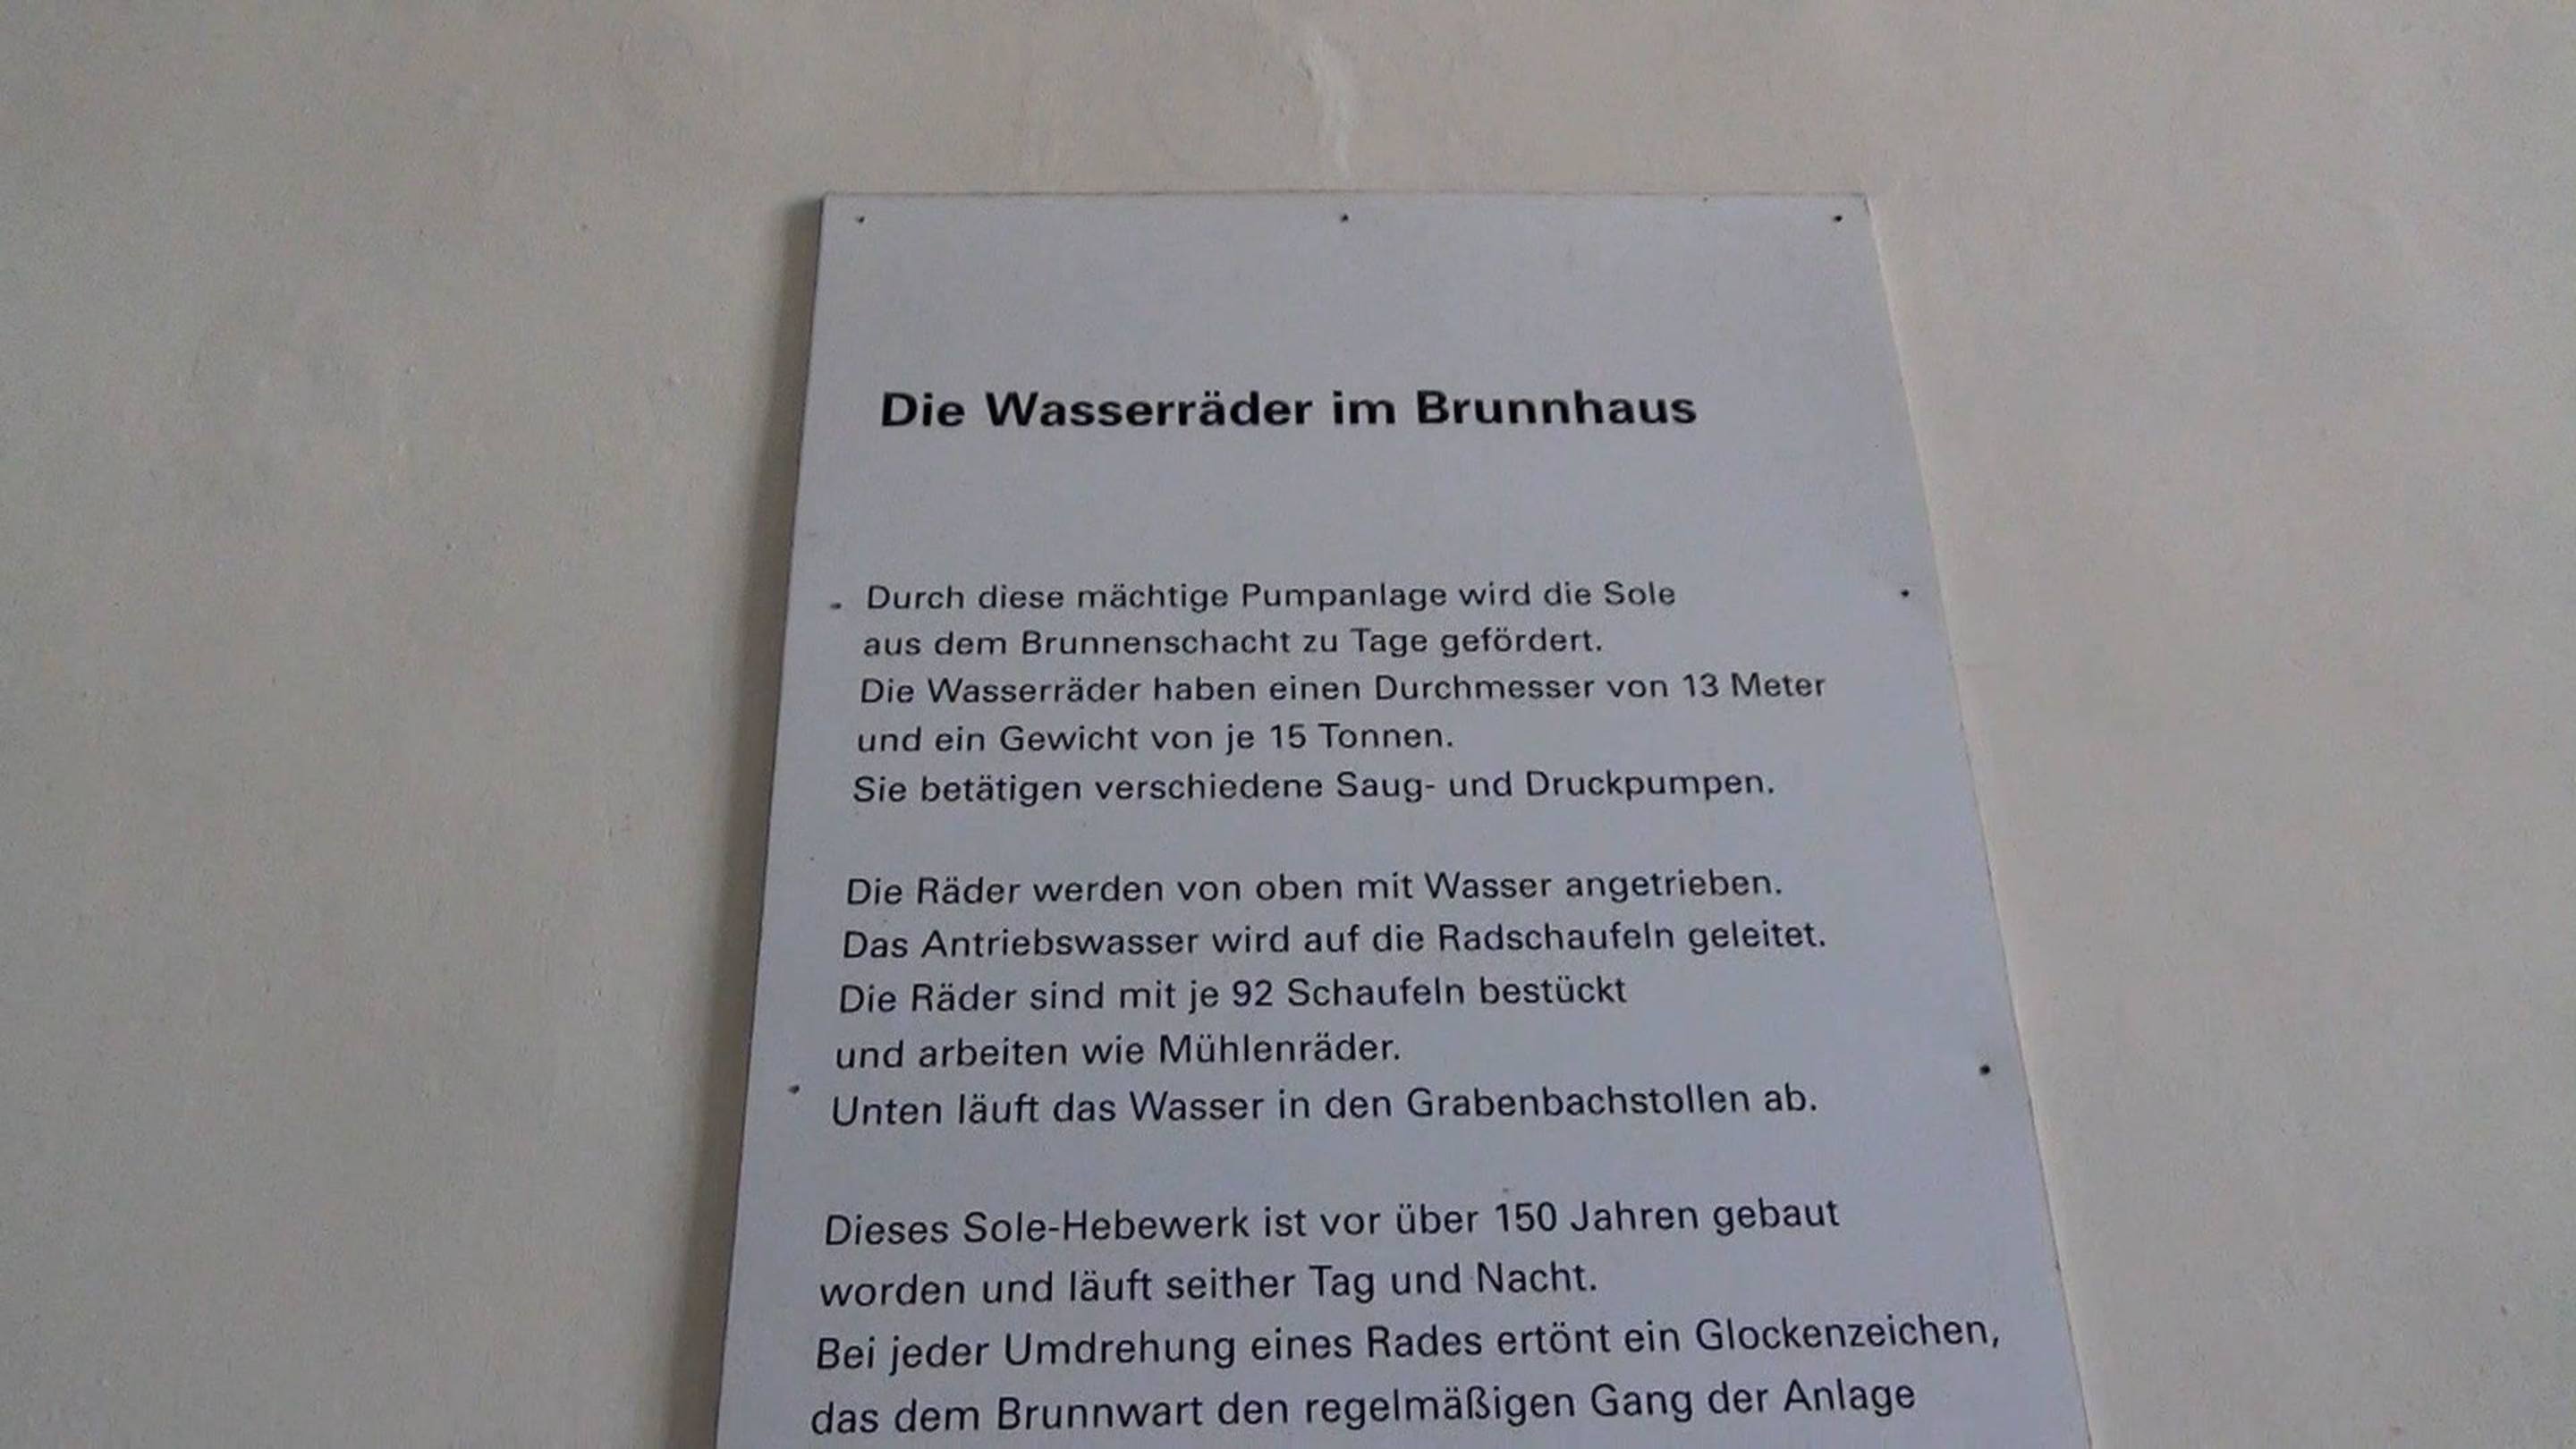 Die Wasserräder im Brunnhaus
Durch diese mächtige Pumpanlage wird die Sole
aus dem Brunnenschacht zu Tage gefördert.
Die Wasserräder haben einen Durchmesser von 13 Meter
und ein Gewicht von je 15 Tonnen.
Sie betätigen verschiedene Saug- und Druckpumpen.
Die Räder werden von oben mit Wasser angetrieben.
Das Antriebswasser wird auf die Radschaufeln geleitet.
Die Räder sind mit je 92 Schaufeln bestückt
und arbeiten wie Mühlenräder.
Unten läuft das Wasser in den Grabenbachstollen ab.
Dieses Sole-Hebewerk ist vor über 150 Jahren gebaut
worden und läuft seither Tag und Nacht.
Bei jeder Umdrehung eines Rades ertönt ein Glockenzeichen,
das dem Brunnwart den regelmäßigen Gang der Anlage